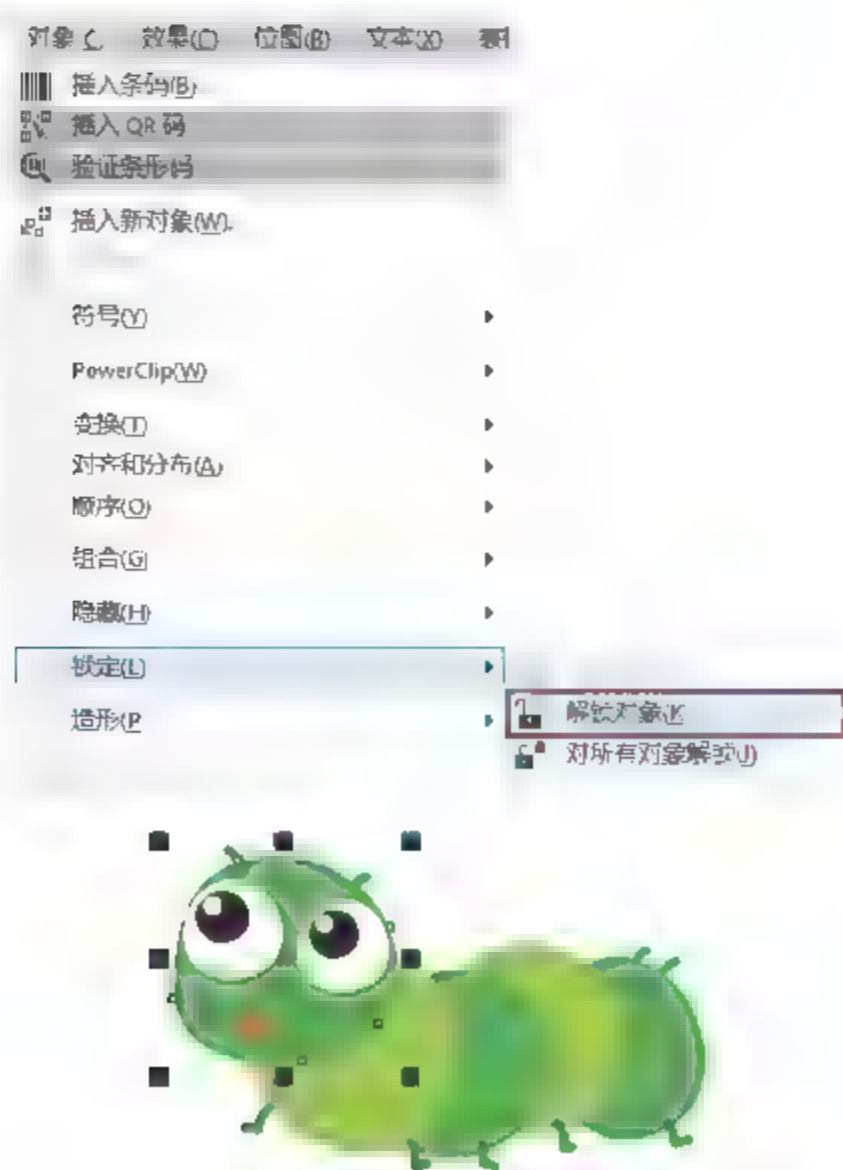 对象 C 效果(C) 位图(B) 文本(X) 表
插入条码(B)
插入 QR 码
验证条形码
插入新对象(W).
符号(Y)
PowerClip(W)
变换(T)
对齐和分布(A)
顺序(O)
组合(G)
隐藏(H)
锁定(L)
造形(P
解锁对象(K
对所有对象解锁(J)